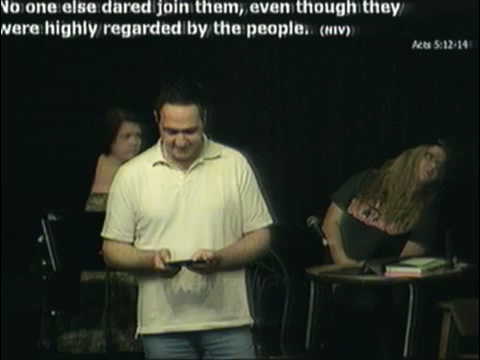 No one else dared join them, even though they
were highly regarded by the people. (NIV)
Acts 5:12-14